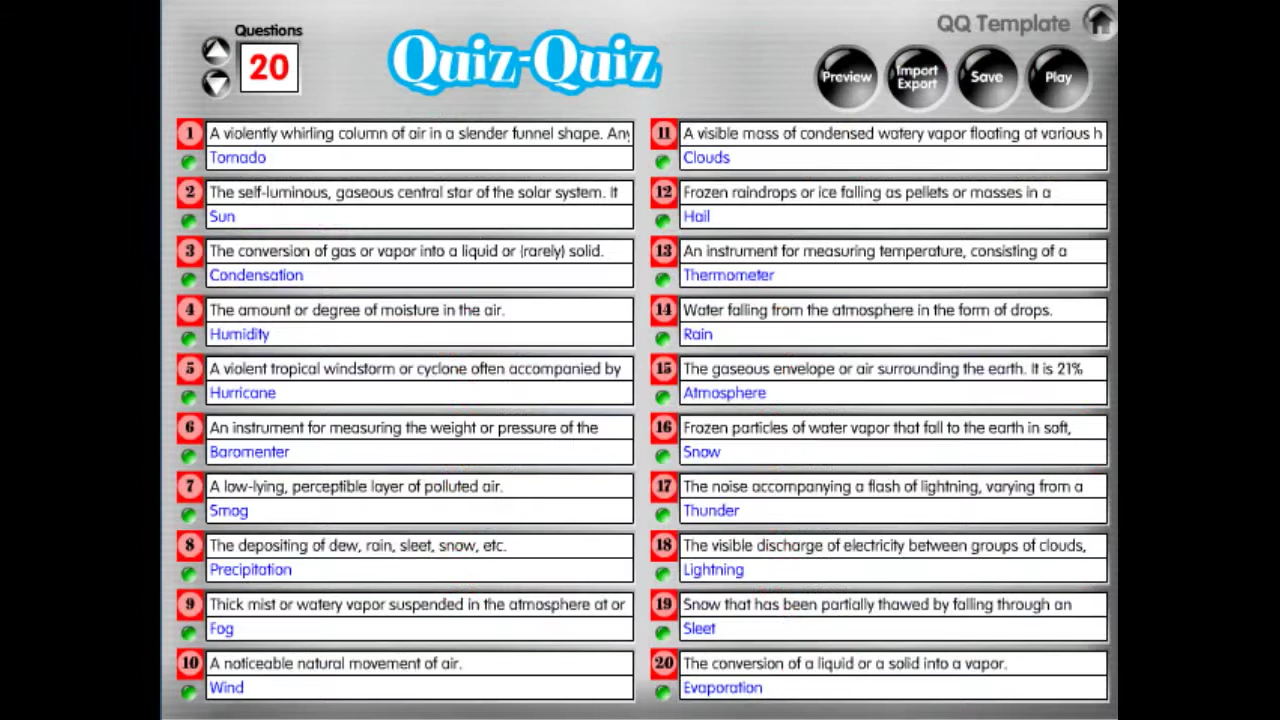 Questions
20
Quiz-Quiz
QQ Template
Preview
Import
Export
Save
Play
1
A violently whirling column of air in a slender funnel shape. Any
Tornado
2
The self-luminous, gaseous central star of the solar system. It
Sun
3
The conversion of gas or vapor into a liquid or (rarely) solid.
Condensation
4
The amount or degree of moisture in the air.
Humidity
5
A violent tropical windstorm or cyclone often accompanied by
Hurricane
6
An instrument for measuring the weight or pressure of the
Baromenter
7
A low-lying, perceptible layer of polluted air.
Smog
8
The depositing of dew, rain, sleet, snow, etc.
Precipitation
9
Thick mist or watery vapor suspended in the atmosphere at or
Fog
10
A noticeable natural movement of air.
Wind
11
A visible mass of condensed watery vapor floating at various h
Clouds
12
Frozen raindrops or ice falling as pellets or masses in a
Hail
13
An instrument for measuring temperature, consisting of a
Thermometer
14
Water falling from the atmosphere in the form of drops.
Rain
15
The gaseous envelope or air surrounding the earth. It is 21%
Atmosphere
16
Frozen particles of water vapor that fall to the earth in soft,
Snow
17
The noise accompanying a flash of lightning, varying from a
Thunder
18
The visible discharge of electricity between groups of clouds,
Lightning
19
Snow that has been partially thawed by falling through an
Sleet
20
The conversion of a liquid or a solid into a vapor.
Evaporation